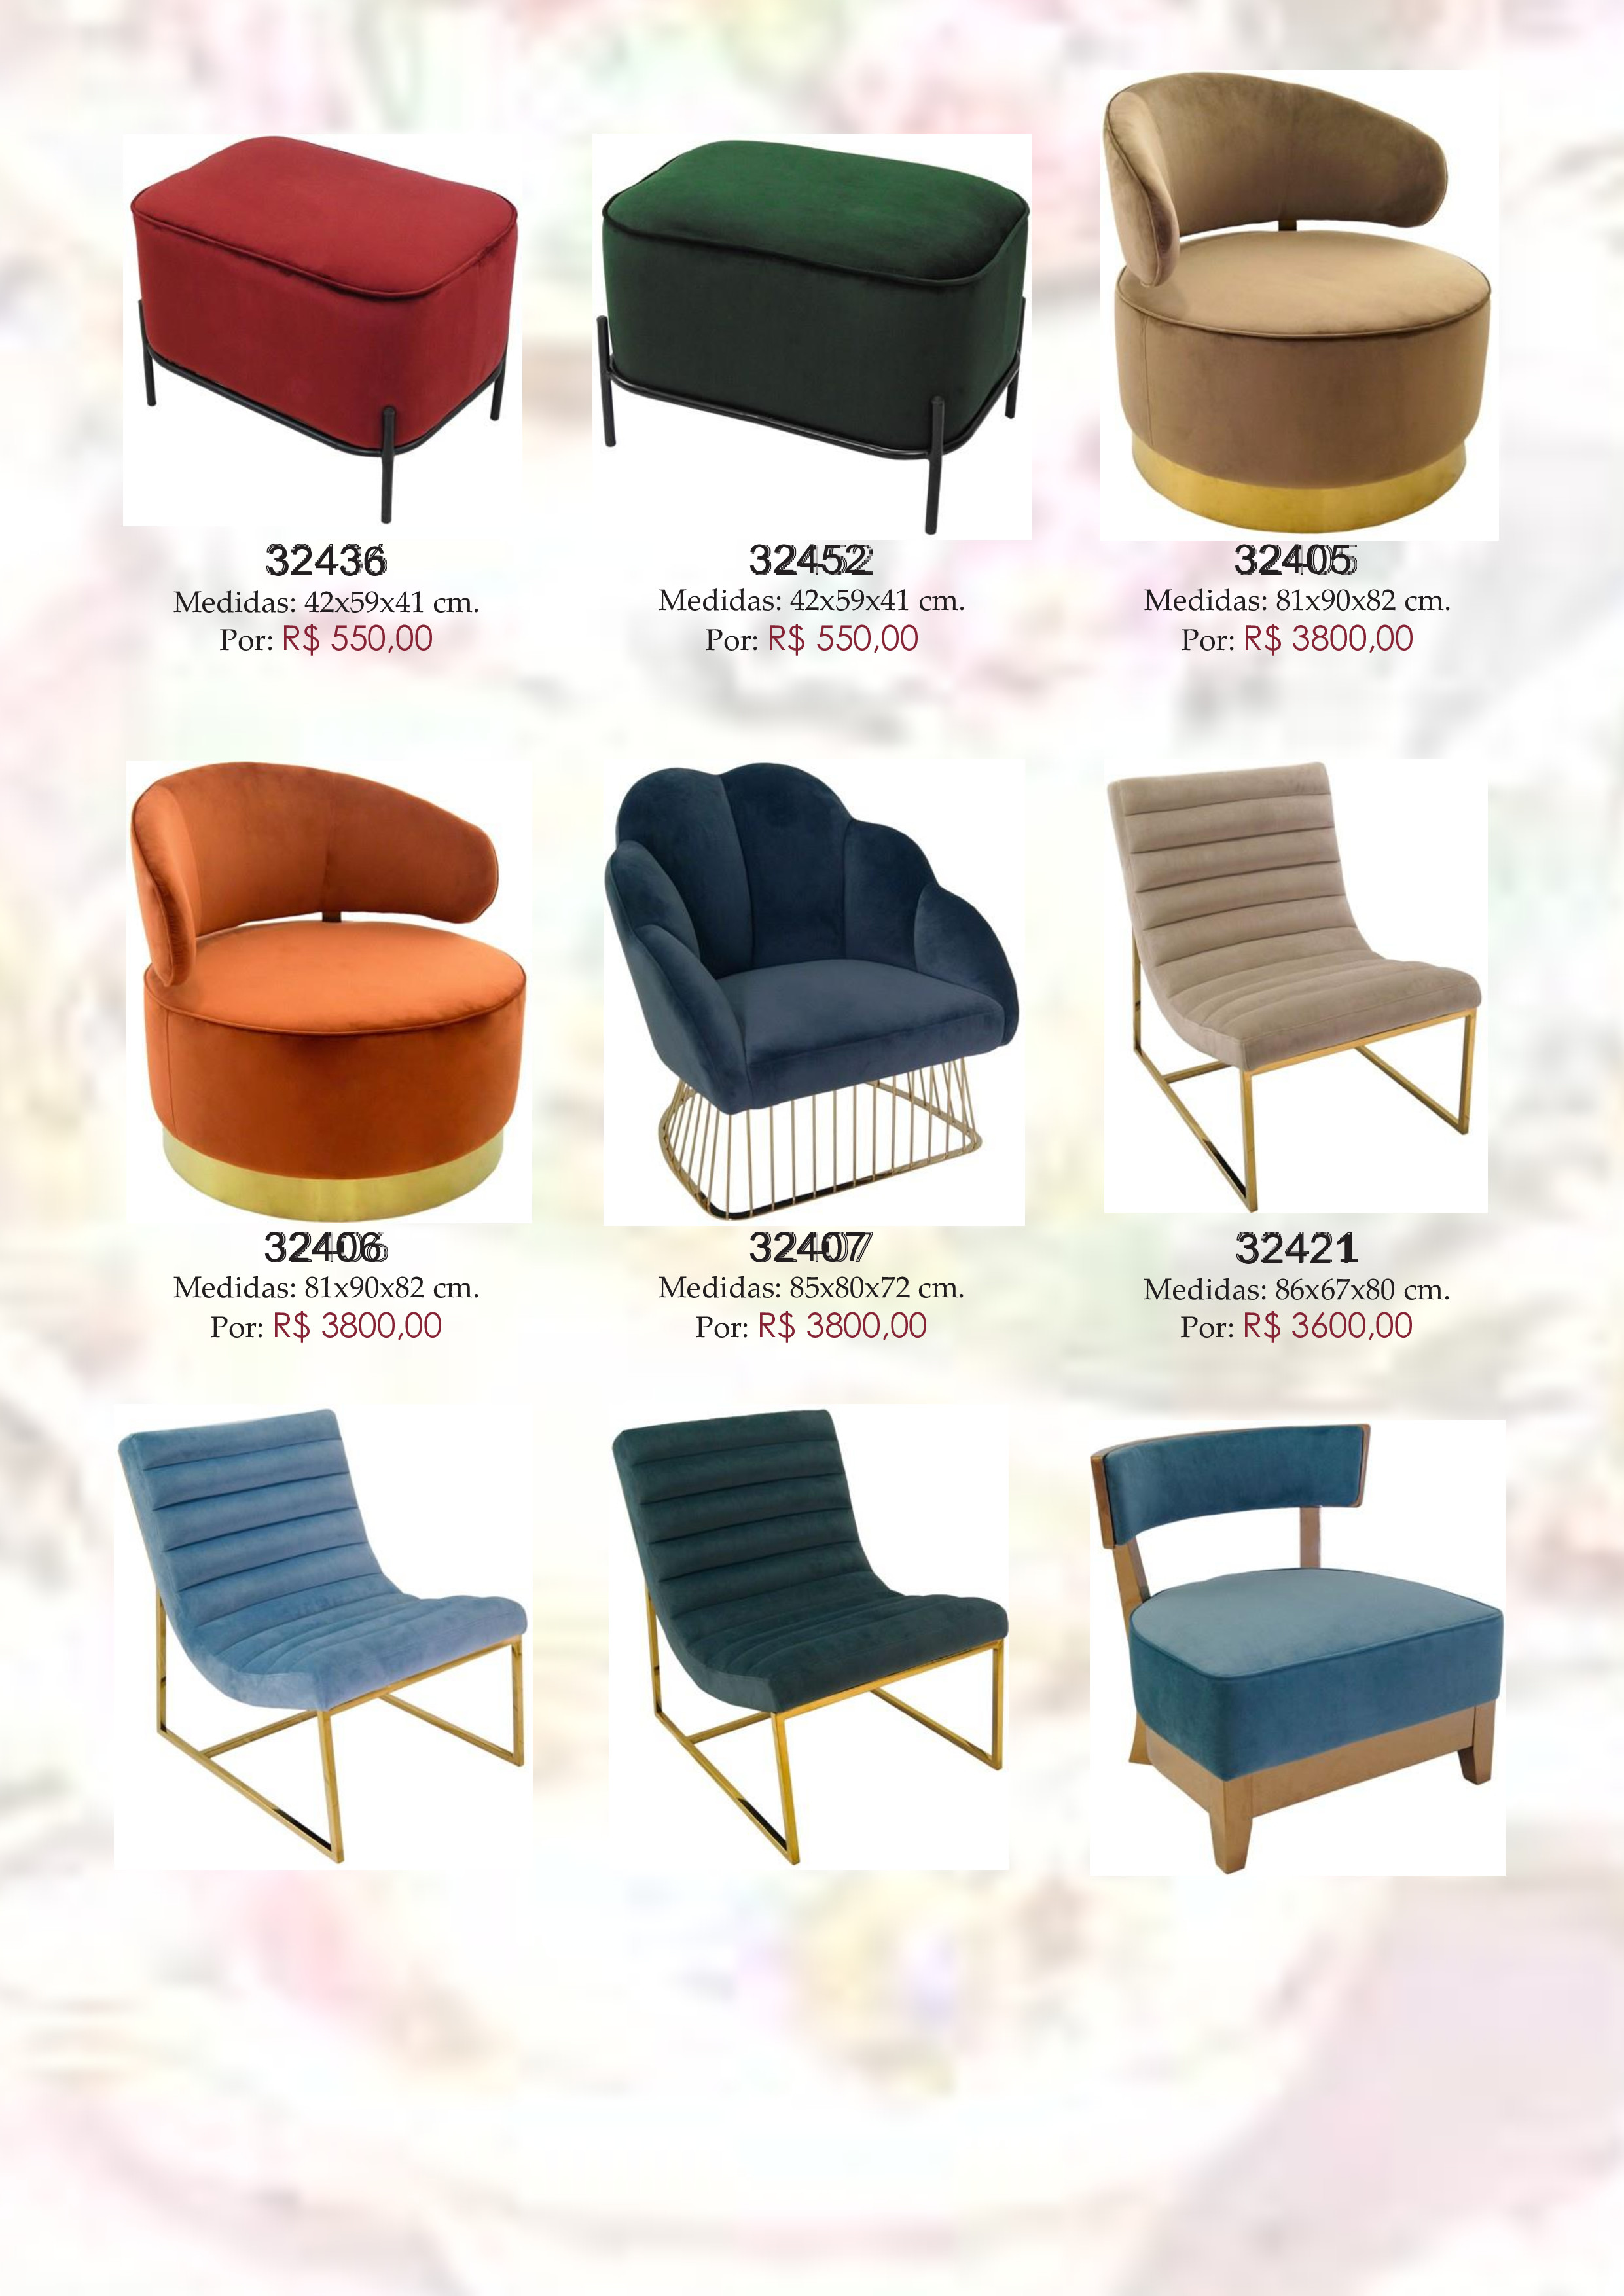 32436
Medidas: 42x59x41 cm.
Por: R$ 550,00
32452
Medidas: 42x59x41 cm.
Por: R$ 550,00
32405
Medidas: 81x90x82 cm.
Por: R$ 3800,00
32406
Medidas: 81x90x82 cm.
Por: R$ 3800,00
32407
Medidas: 85x80x72 cm.
Por: R$ 3800,00
32421
Medidas: 86x67x80 cm.
Por: R$ 3600,00